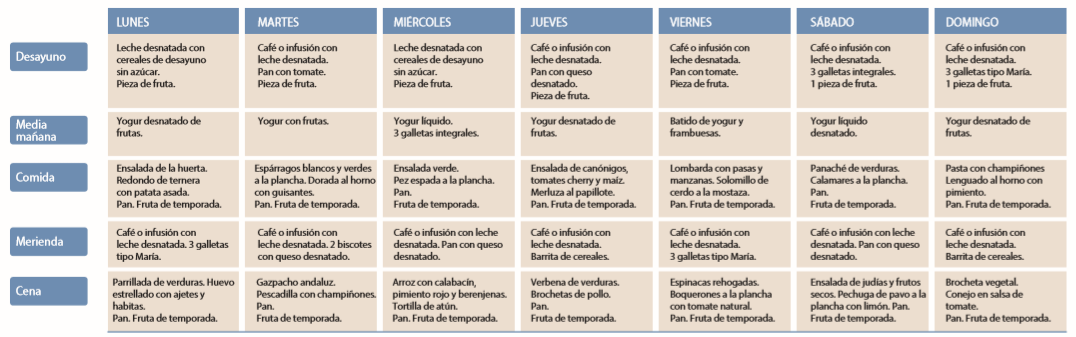 LUNES
MARTES
MIÉRCOLES
JUEVES
VIERNES
SÁBADO
DOMINGO
Desayuno
Leche desnatada con
cereales de desayuno
sin azúcar.
Pieza de fruta.
Café o infusión con
leche desnatada.
Pan con tomate.
Pieza de fruta.
Leche desnatada con
cereales de desayuno
sin azúcar.
Pieza de fruta.
Café o infusión con
leche desnatada.
Pan con queso
desnatado.
Pieza de fruta.
Café o infusión con
leche desnatada.
Pan con tomate.
Pieza de fruta.
Café o infusión con
leche desnatada.
3 galletas integrales.
1 pieza de fruta.
Café o infusión con
leche desnatada.
3 galletas tipo María.
1 pieza de fruta.
Media
mañana
Yogur desnatado de
frutas.
Yogur con frutas.
Yogur líquido.
3 galletas integrales.
Yogur desnatado de
frutas.
Batido de yogur y
frambuesas.
Yogur líquido
desnatado.
Yogur desnatado de
frutas.
Comida
Ensalada de la huerta.
Redondo de ternera
con patata asada.
Pan. Fruta de temporada.
Espárragos blancos y verdes
a la plancha. Dorada al horno
con guisantes.
Pan. Fruta de temporada.
Ensalada verde.
Pez espada a la plancha.
Pan.
Fruta de temporada.
Ensalada de canónigos,
tomates cherry y maíz.
Merluza al papillote.
Pan. Fruta de temporada.
Lombarda con pasas y
manzanas. Solomillo de
cerdo a la mostaza.
Pan. Fruta de temporada.
Panaché de verduras.
Calamares a la plancha.
Pan.
Fruta de temporada.
Pasta con champiñones
Lenguado al horno con
pimiento.
Pan. Fruta de temporada.
Merienda
Café o infusión con
leche desnatada. 3 galletas
tipo María.
Café o infusión con
leche desnatada. 2 biscotes
con queso desnatado.
Café o infusión con leche
desnatada. Pan con queso
desnatado.
Café o infusión con
leche desnatada.
Barrita de cereales.
Café o infusión con
leche desnatada.
3 galletas tipo María.
Café o infusión con leche
desnatada. Pan con queso
desnatado.
Café o infusión con
leche desnatada.
Barrita de cereales.
Cena
Parrillada de verduras. Huevo
estrellado con ajetes y
habitas.
Pan. Fruta de temporada.
Gazpacho andaluz.
Pescadilla con champiñones.
Pan.
Fruta de temporada.
Arroz con calabacín,
pimiento rojo y berenjenas.
Tortilla de atún.
Pan. Fruta de temporada.
Verbena de verduras.
Brochetas de pollo.
Pan.
Fruta de temporada.
Espinacas rehogadas.
Boquerones a la plancha
con tomate natural.
Pan. Fruta de temporada.
Ensalada de judías y frutos
secos. Pechuga de pavo a la
plancha con limón. Pan.
Fruta de temporada.
Brocheta vegetal.
Conejo en salsa de
tomate.
Pan. Fruta de temporada.